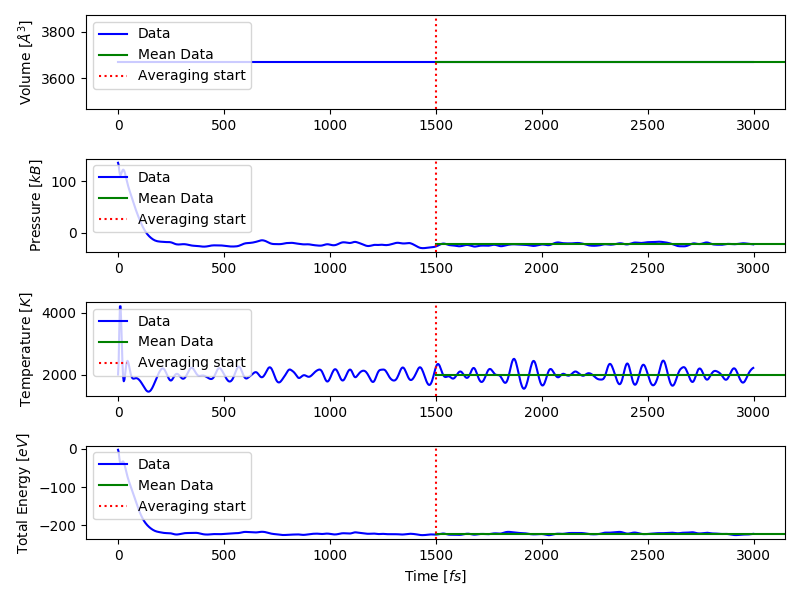 Volume [Å³]
3800
3600
Data
Mean Data
Averaging start
0 500 1000 1500 2000 2500 3000
Pressure [kB]
100
0
Data
Mean Data
Averaging start
0 500 1000 1500 2000 2500 3000
Temperature [K]
4000
2000
Data
Mean Data
Averaging start
0 500 1000 1500 2000 2500 3000
Total Energy [eV]
0
−100
−200
Data
Mean Data
Averaging start
0 500 1000 1500 2000 2500 3000
Time [fs]